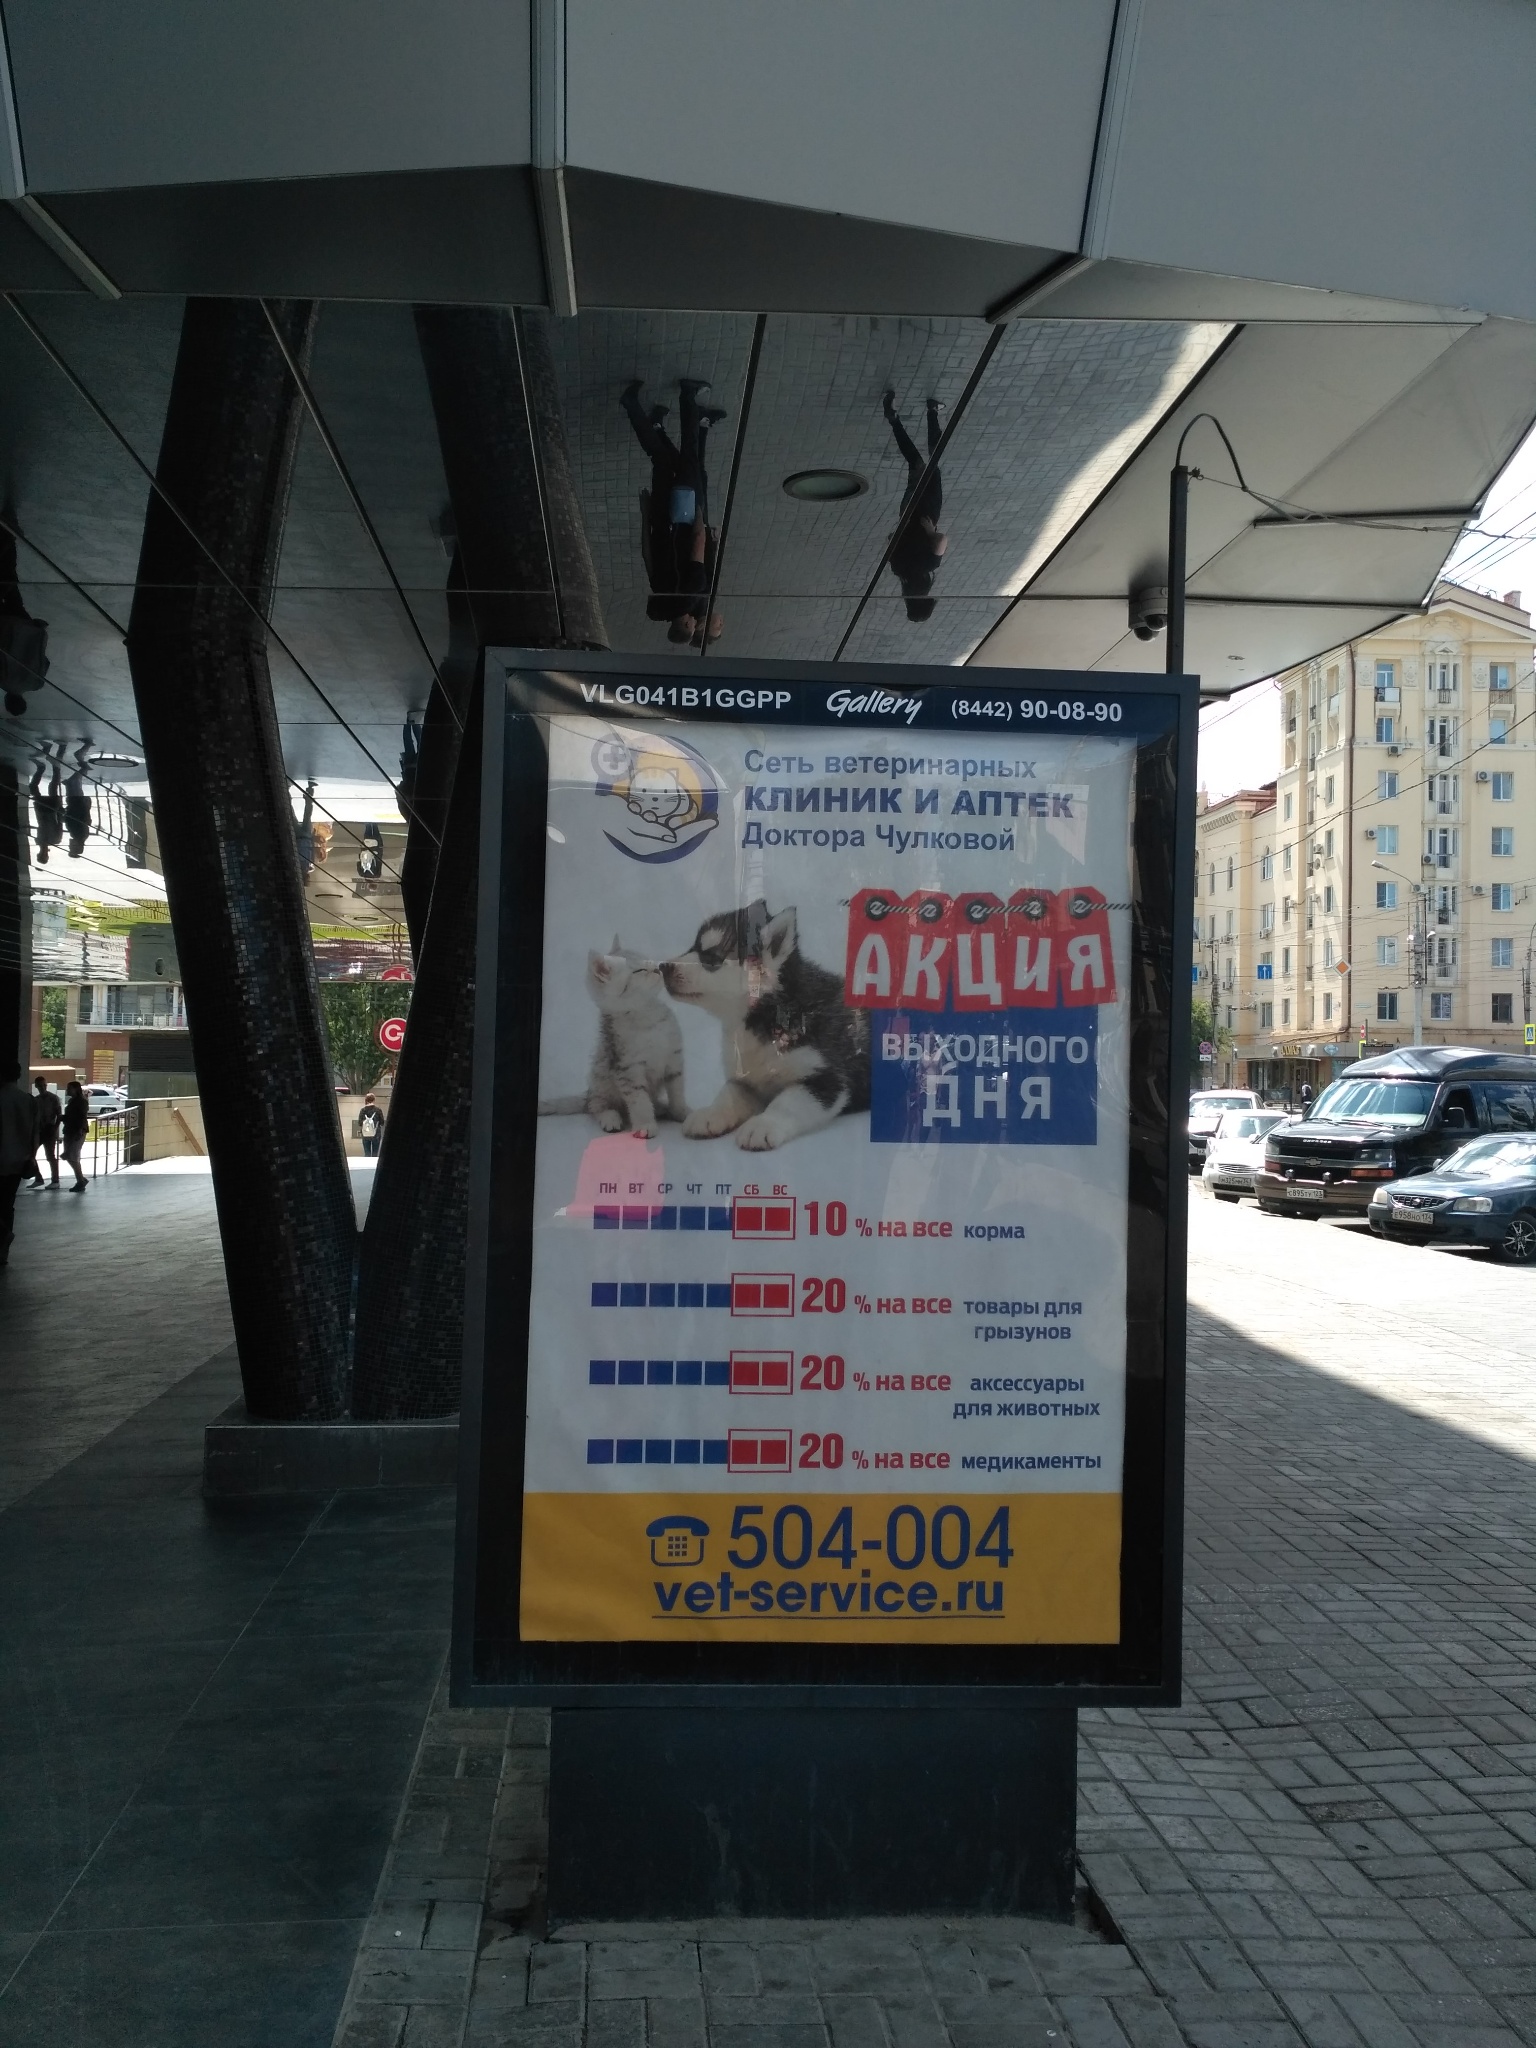 VLG041B1GGPP Gallery (8442) 90-08-90
Сеть ветеринарных
КЛИНИК И АПТЕК
Доктора Чулковой
АКЦИЯ
ВЫХОДНОГО
ДНЯ
ПН ВТ СР ЧТ ПТ СБ ВС
10 % на все корма
20 % на все товары для
грызунов
20 % на все аксессуары
для животных
20 % на все медикаменты
504-004
vet-service.ru